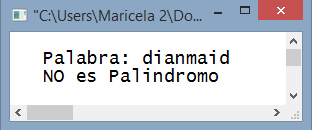 "C:\Users\Maricela 2\Do...
Palabra: dianmaid
NO es Palindromo